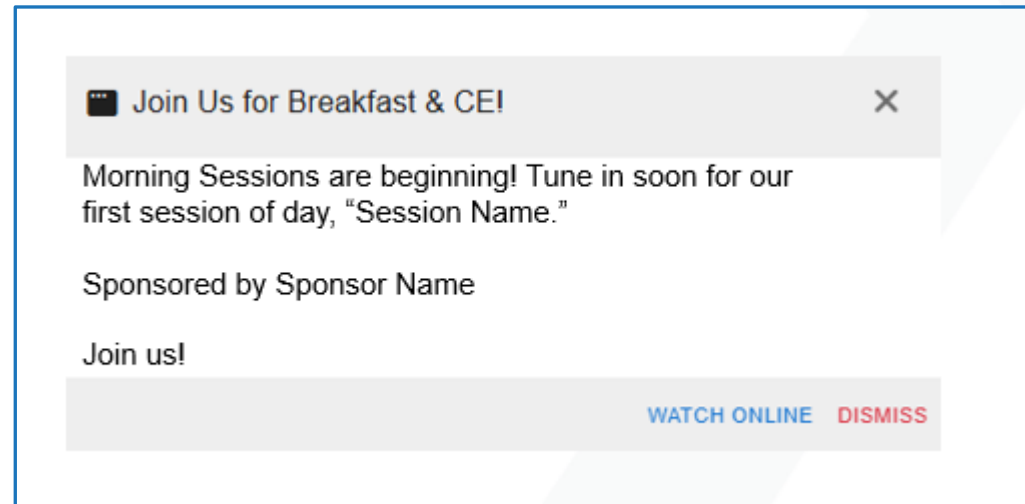 Join Us for Breakfast & CE!
Morning Sessions are beginning! Tune in soon for our
first session of day, “Session Name.”
Sponsored by Sponsor Name
Join us!
WATCH ONLINE DISMISS